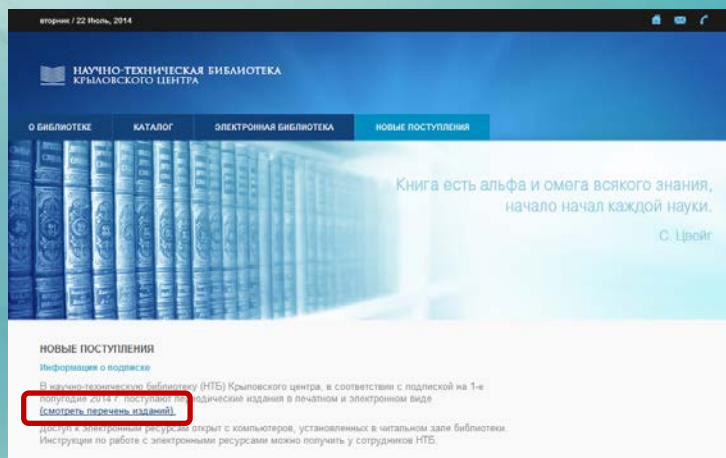 вторник / 22 Июль, 2014
НАУЧНО-ТЕХНИЧЕСКАЯ БИБЛИОТЕКА
КРЫЛОВСКОГО ЦЕНТРА
О БИБЛИОТЕКЕ КАТАЛОГ ЭЛЕКТРОННАЯ БИБЛИОТЕКА НОВЫЕ ПОСТУПЛЕНИЯ
Книга есть альфа и омега всякого знания,
начало начал каждой науки.
С. Цвейг
НОВЫЕ ПОСТУПЛЕНИЯ
Информация о подписке
В научно-техническую библиотеку (НТБ) Крыловского центра, в соответствии с подпиской на 1-е
полугодие 2014 г. поступают периодические издания в печатном и электронном виде
(смотреть перечень изданий).
Доступ к электронным ресурсам открыт с компьютеров, установленных в читальном зале библиотеки.
Инструкции по работе с электронными ресурсами можно получить у сотрудников НТБ.